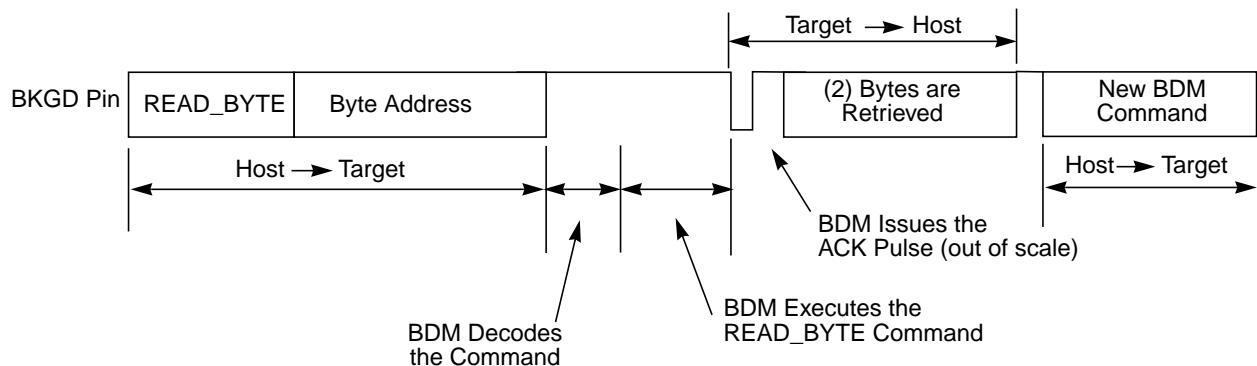 Target → Host
BKGD Pin
READ_BYTE
Byte Address
(2) Bytes are
Retrieved
New BDM
Command
Host → Target
Host → Target
BDM Issues the
ACK Pulse (out of scale)
BDM Decodes
the Command
BDM Executes the
READ_BYTE Command